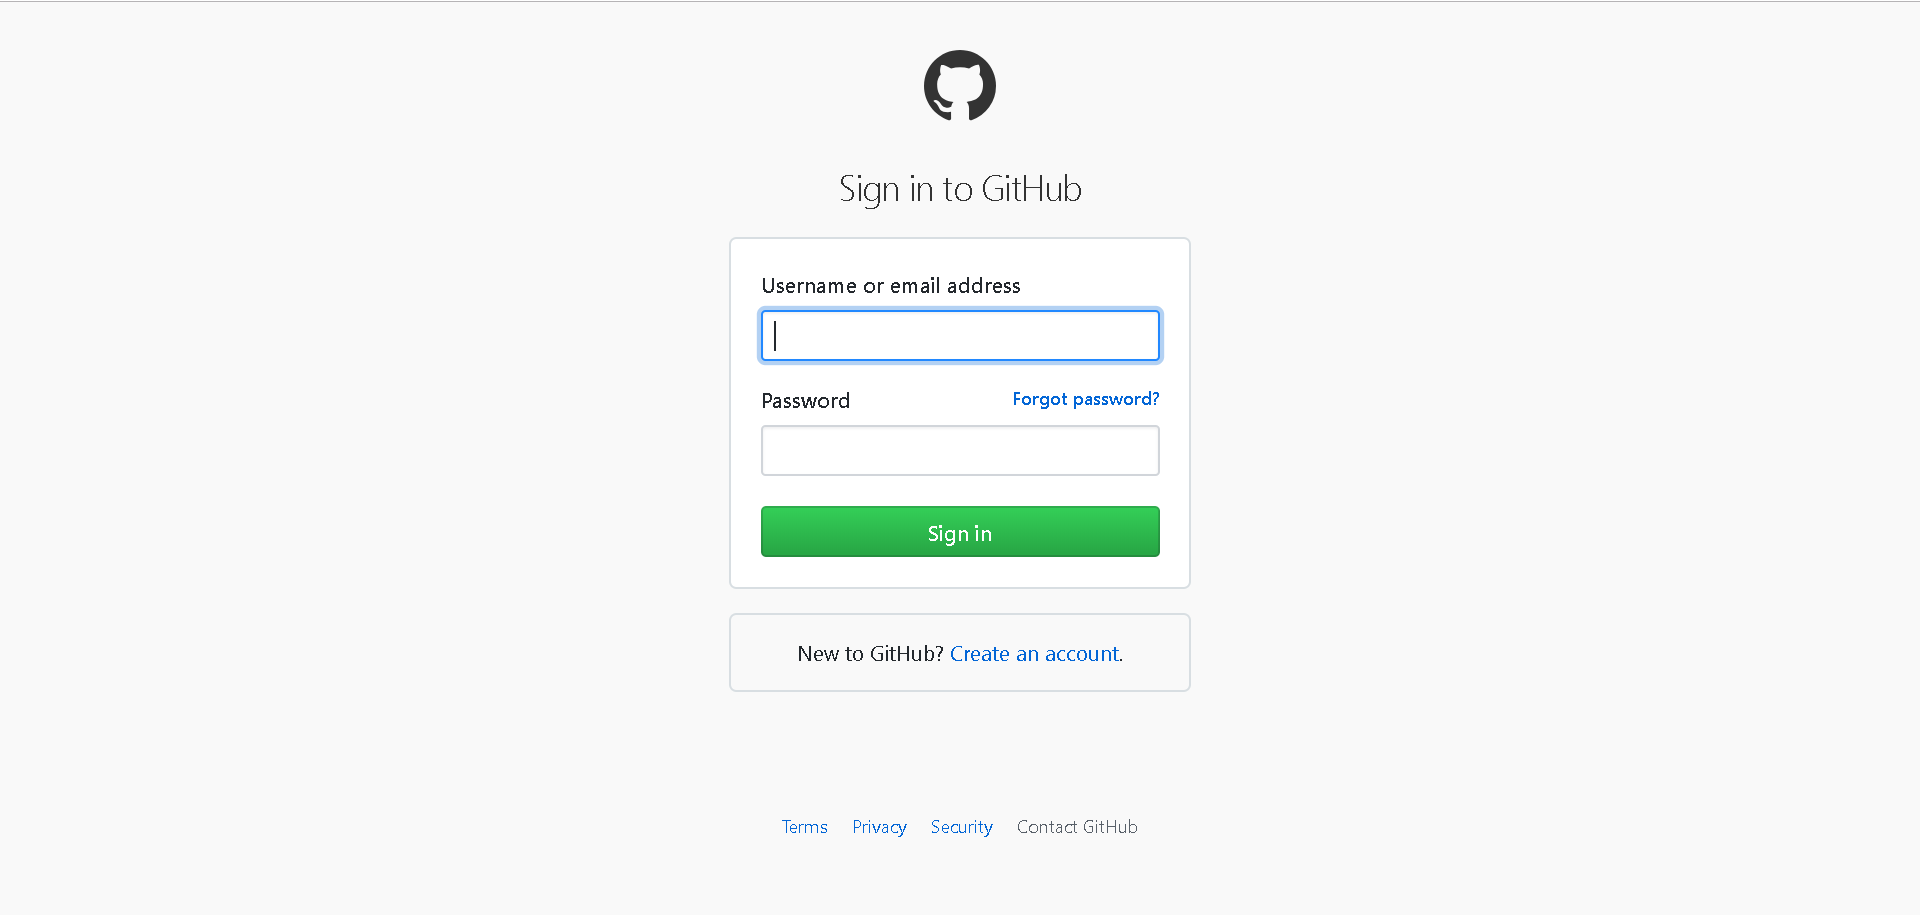 Sign in to GitHub
Username or email address
Password Forgot password?
Sign in
New to GitHub? Create an account.
Terms Privacy Security Contact GitHub